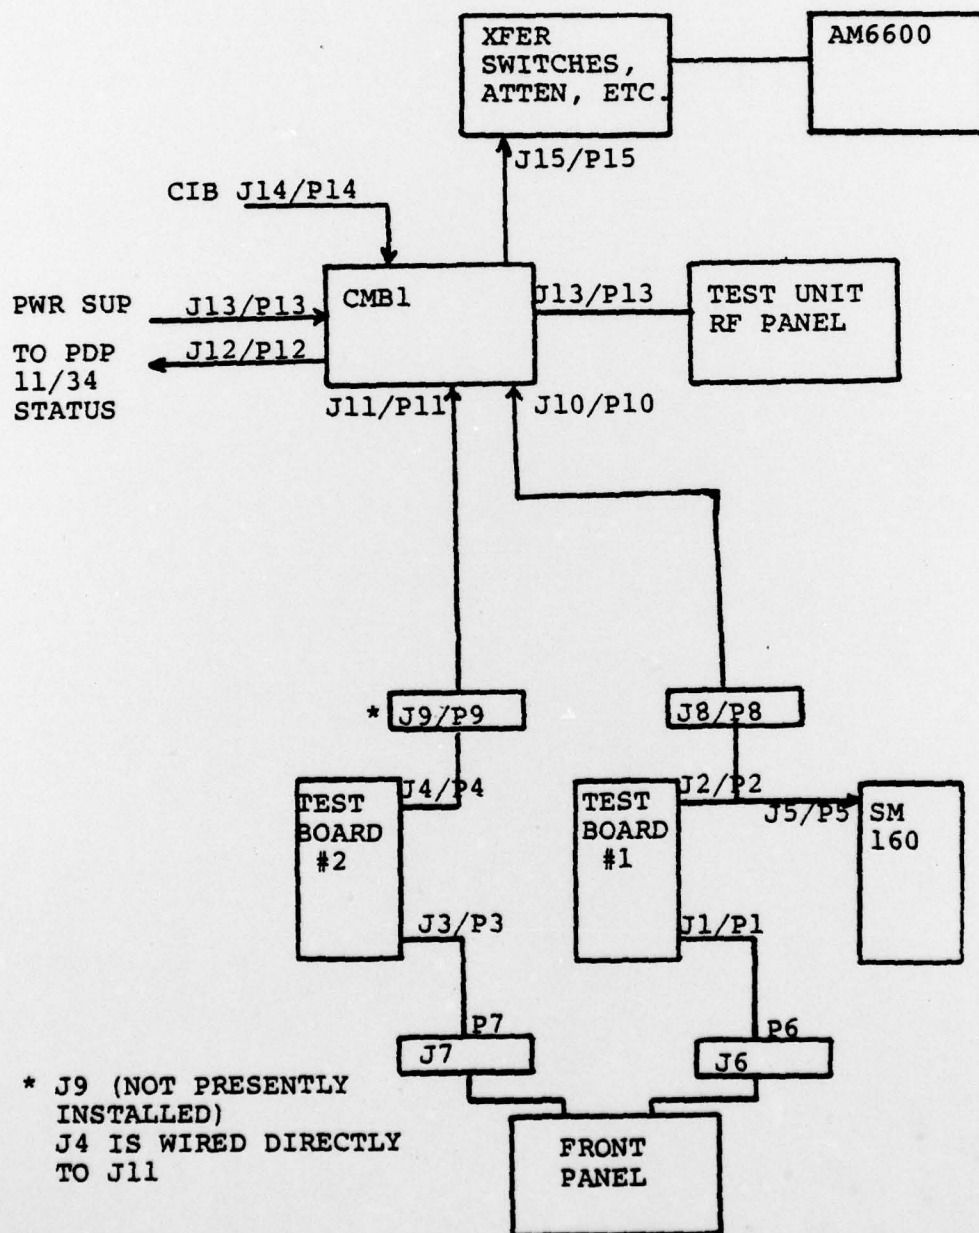 XFER
SWITCHES,
ATTEN, ETC.
AM6600
J15/P15
CIB J14/P14
PWR SUP
J13/P13
CMB1
J13/P13
TEST UNIT
RF PANEL
TO PDP
11/34
STATUS
J12/P12
J11/P11
J10/P10
* J9/P9
J8/P8
TEST
BOARD
#2
J4/P4
TEST
BOARD
#1
J2/P2
J5/P5
SM
160
J3/P3
J1/P1
P7
J7
P6
J6
* J9 (NOT PRESENTLY
INSTALLED)
J4 IS WIRED DIRECTLY
TO J11
FRONT
PANEL